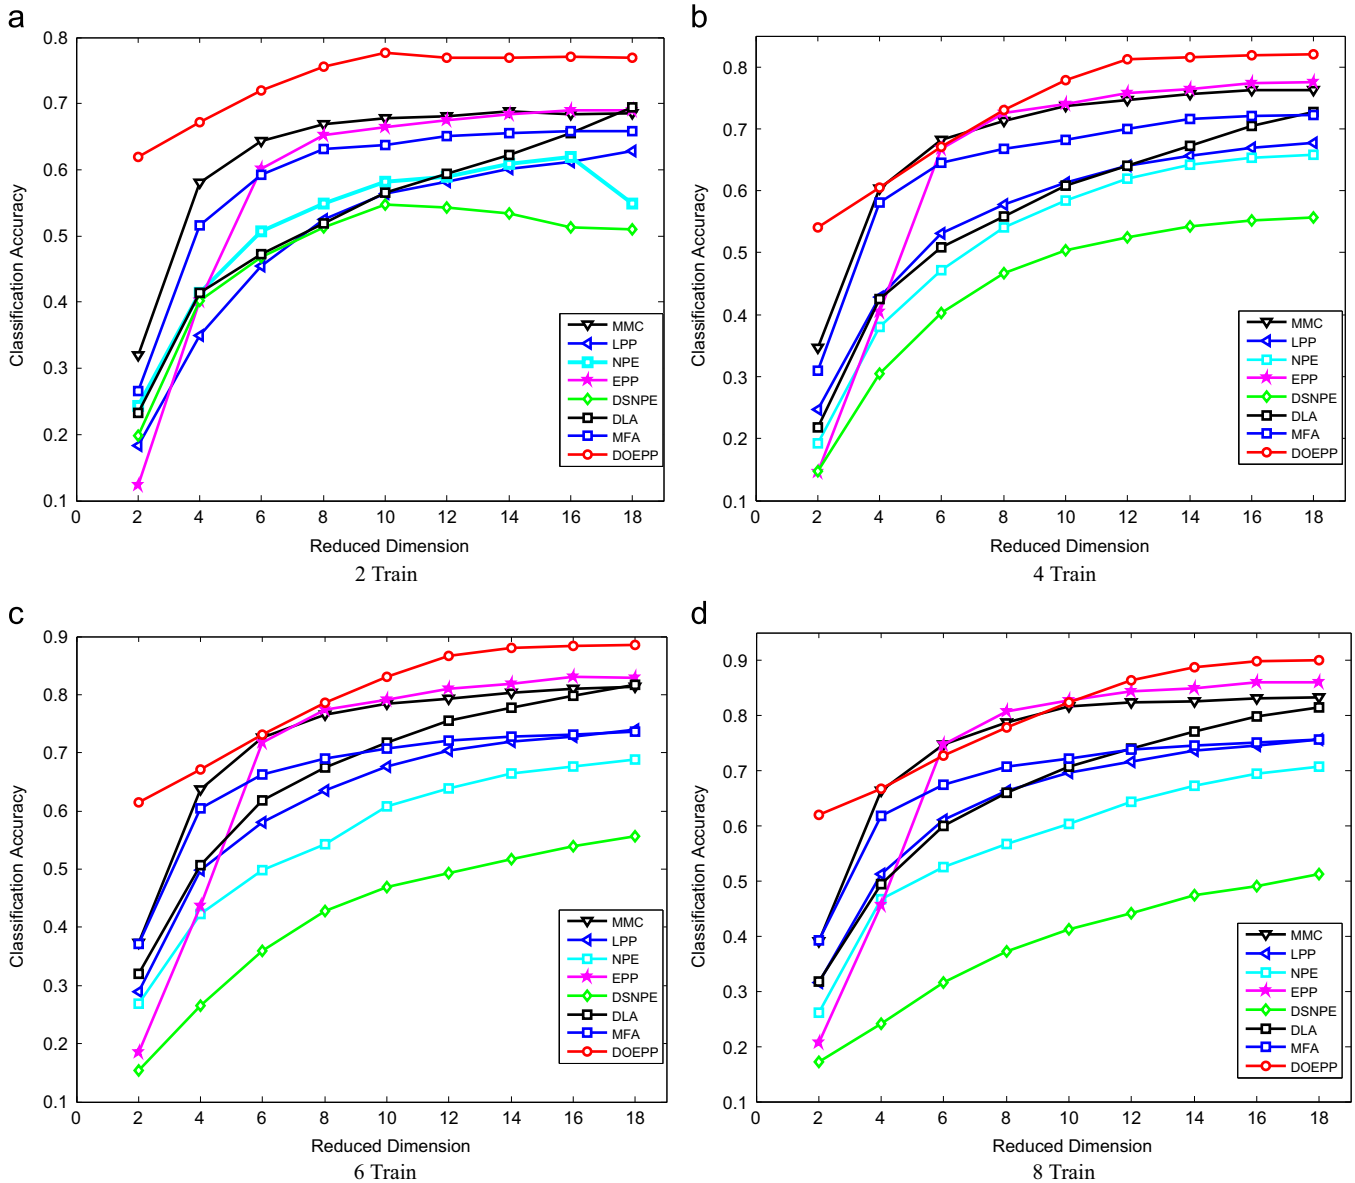 a
0.8
0.7
0.6
0.5
0.4
0.3
0.2
0.1
Classification Accuracy
MMC
LPP
NPE
EPP
DSNPE
DLA
MFA
DOEPP
0 2 4 6 8 10 12 14 16 18
Reduced Dimension
2 Train
b
0.8
0.7
0.6
0.5
0.4
0.3
0.2
0.1
Classification Accuracy
MMC
LPP
NPE
EPP
DSNPE
DLA
MFA
DOEPP
0 2 4 6 8 10 12 14 16 18
Reduced Dimension
4 Train
c
0.9
0.8
0.7
0.6
0.5
0.4
0.3
0.2
0.1
Classification Accuracy
MMC
LPP
NPE
EPP
DSNPE
DLA
MFA
DOEPP
0 2 4 6 8 10 12 14 16 18
Reduced Dimension
6 Train
d
0.9
0.8
0.7
0.6
0.5
0.4
0.3
0.2
0.1
Classification Accuracy
MMC
LPP
NPE
EPP
DSNPE
DLA
MFA
DOEPP
0 2 4 6 8 10 12 14 16 18
Reduced Dimension
8 Train